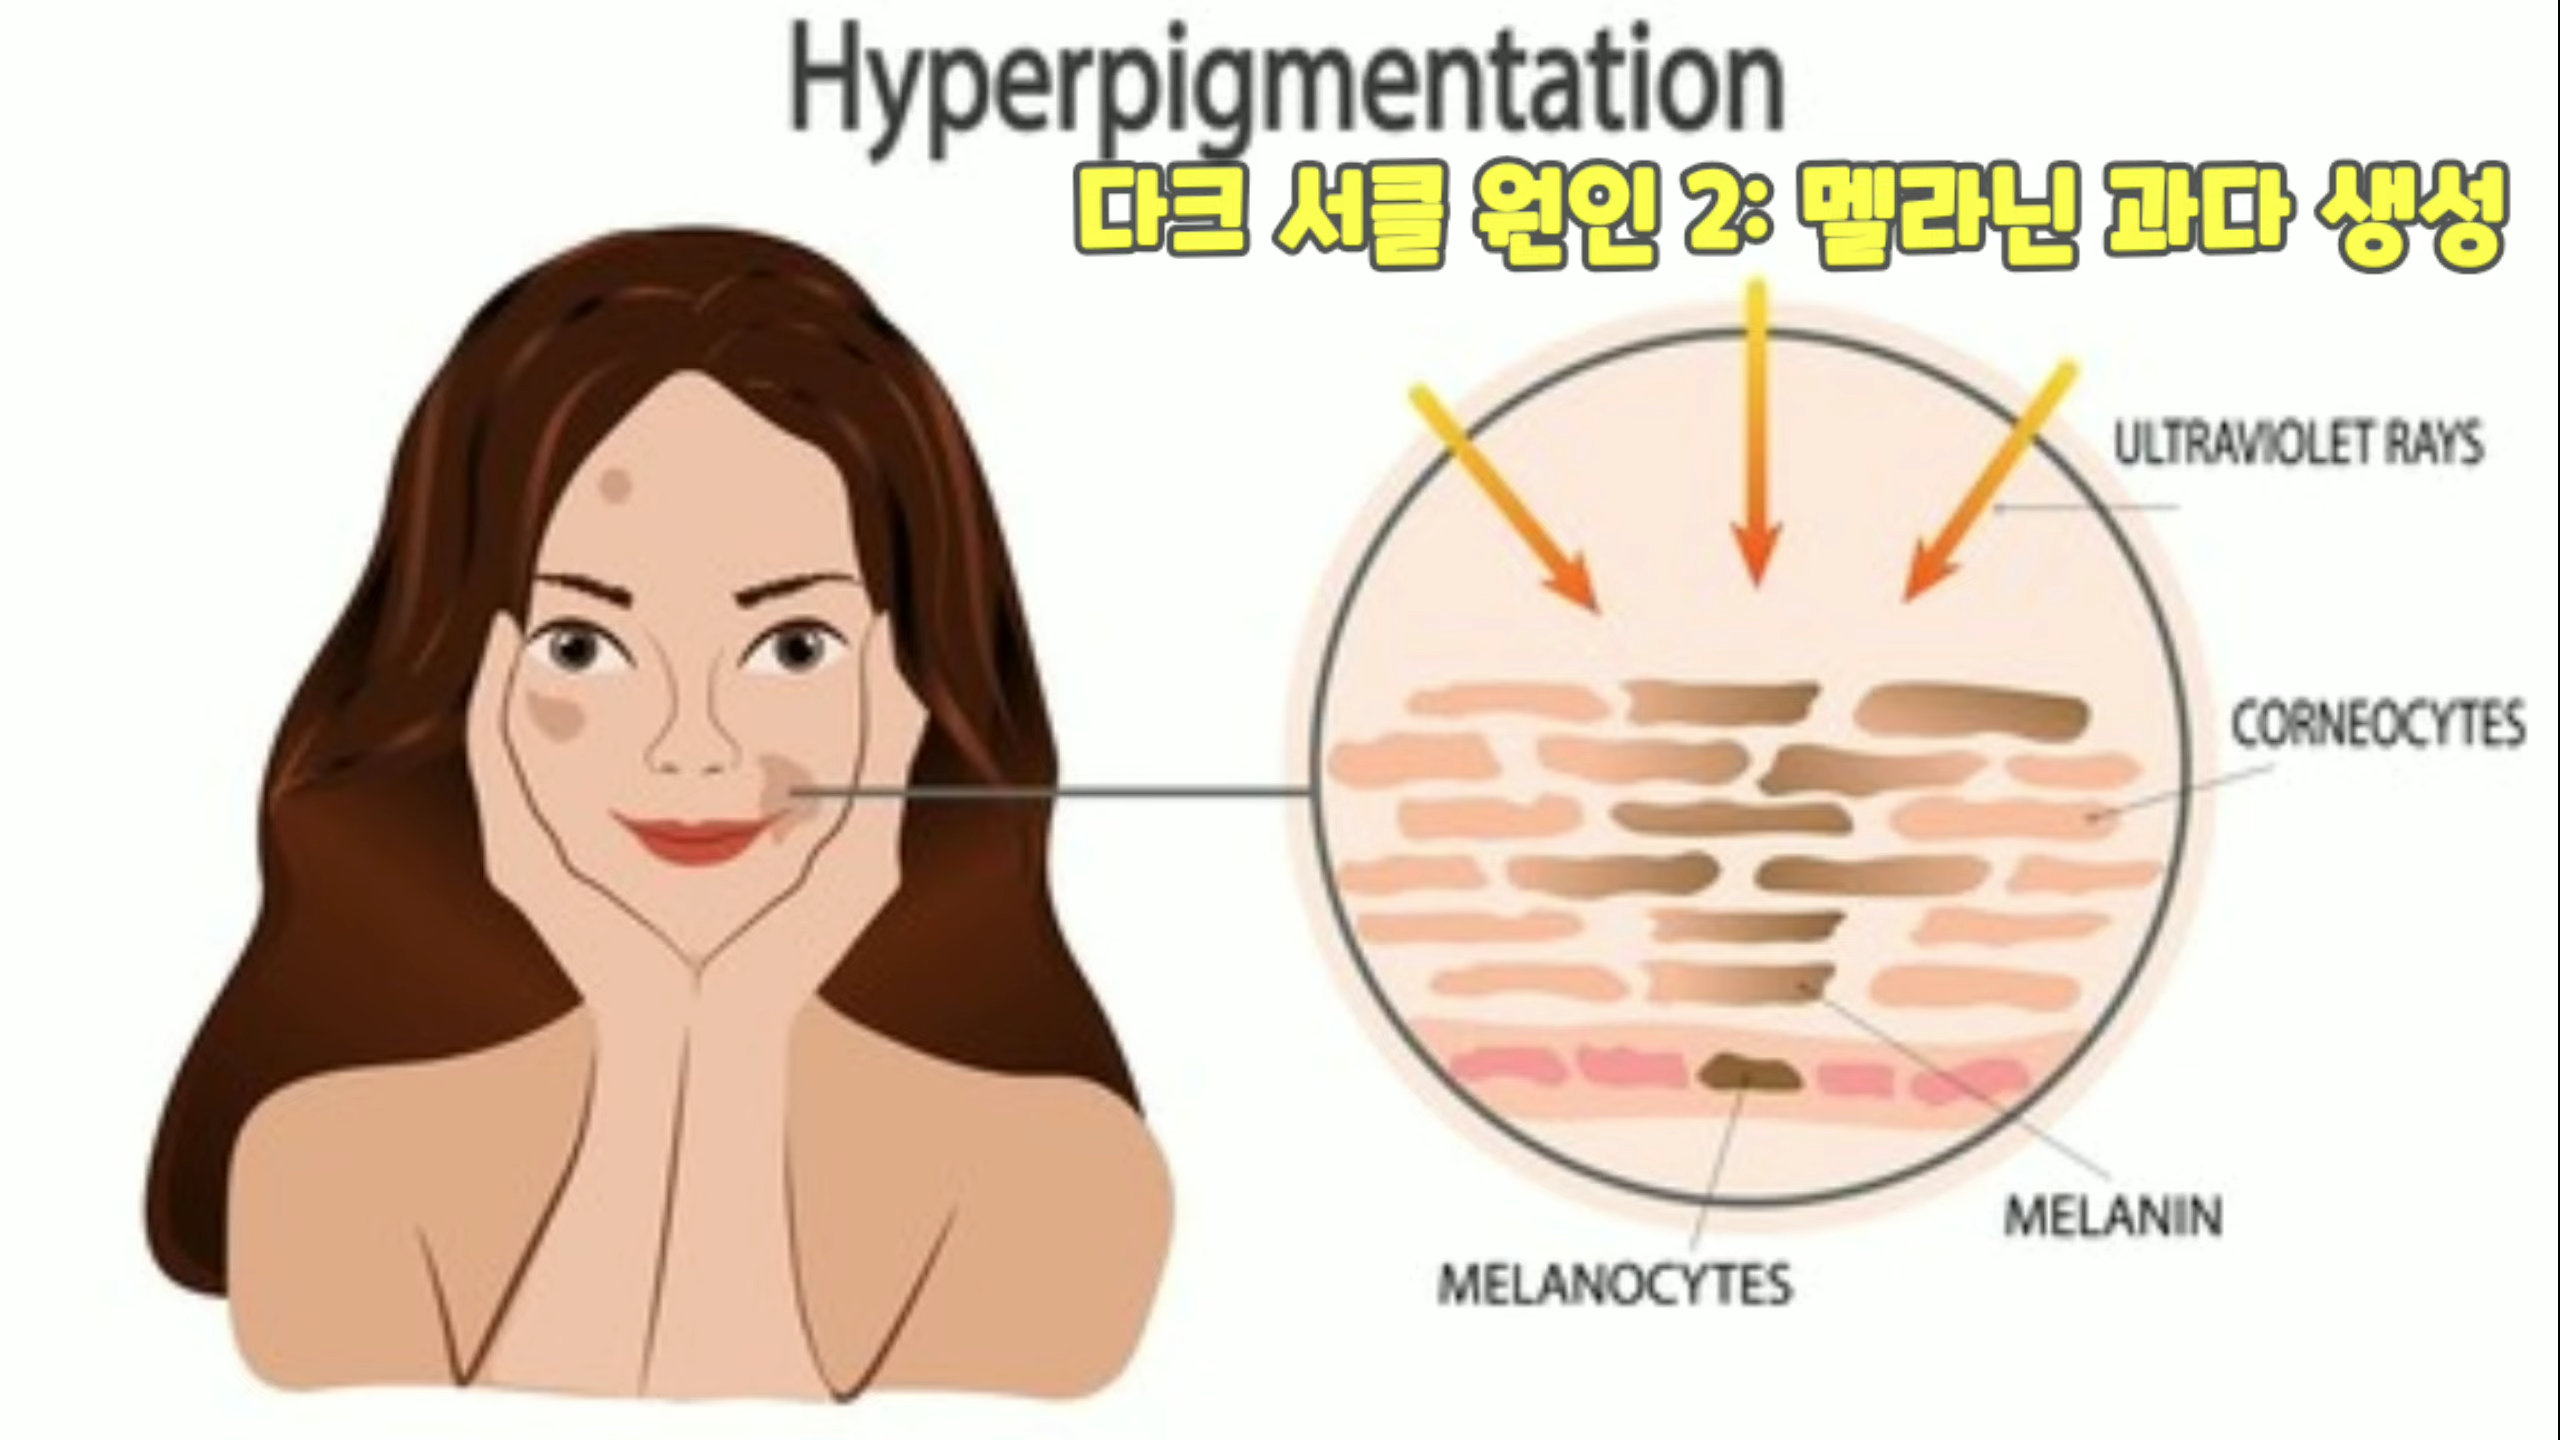 Hyperpigmentation
다크 서클 원인 2: 멜라닌 과다 생성
ULTRAVIOLET RAYS
CORNEOCYTES
MELANIN
MELANOCYTES